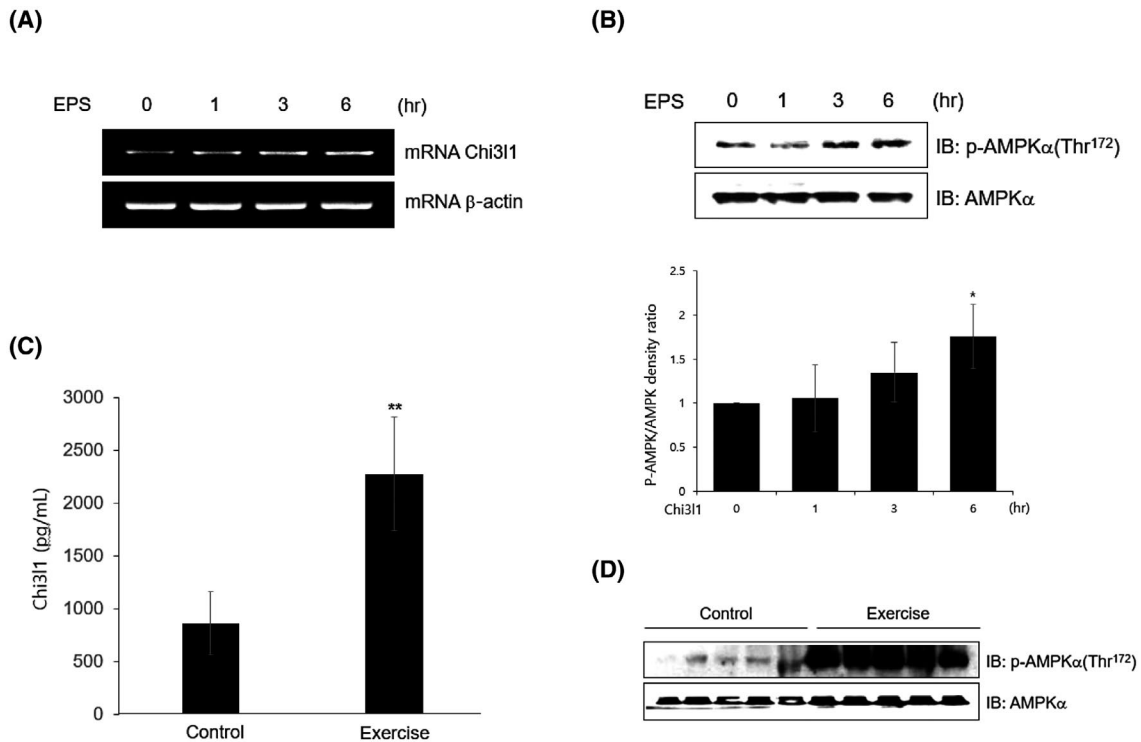 (A)
EPS 0 1 3 6 (hr)
mRNA Chi3l1
mRNA β-actin
(B)
EPS 0 1 3 6 (hr)
IB: p-AMPKα(Thr¹⁷²)
IB: AMPKα
P-AMPK/AMPK density ratio
2.5
2
1.5
1
0.5
0
*
Chi3l1 0 1 3 6 (hr)
(C)
Chi3l1 (pg/mL)
3000
2500
2000
1500
1000
500
0
**
Control Exercise
(D)
Control Exercise
IB: p-AMPKα(Thr¹⁷²)
IB: AMPKα